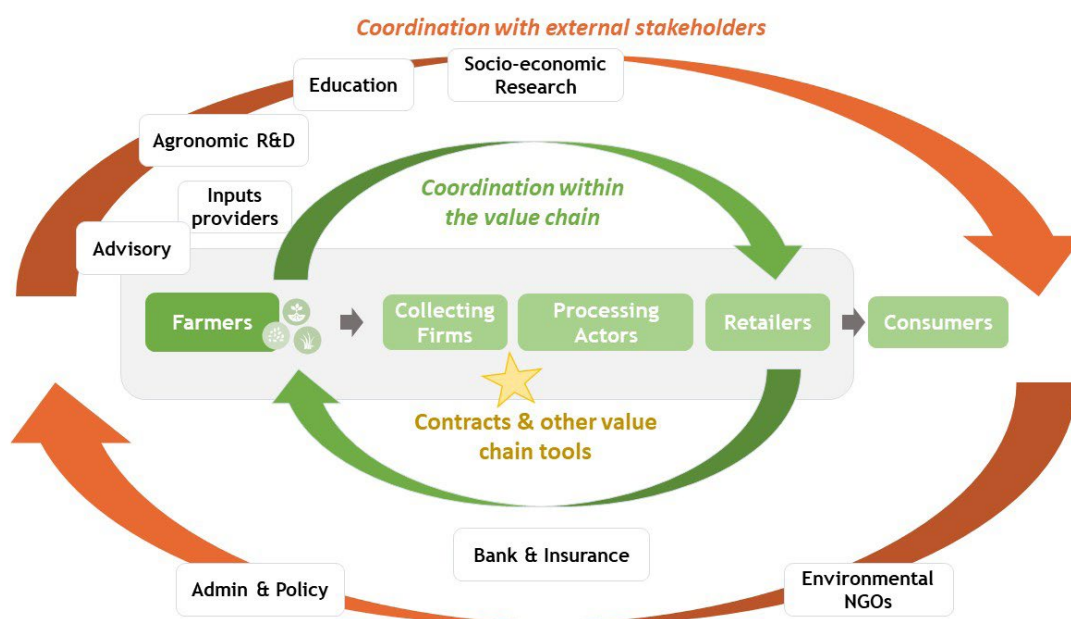 Coordination with external stakeholders
Socio-economic
Research
Education
Agronomic R&D
Inputs
providers
Advisory
Coordination within
the value chain
Farmers
Collecting
Firms
Processing
Actors
Retailers
Consumers
Contracts & other value
chain tools
Bank & Insurance
Admin & Policy
Environmental
NGOs